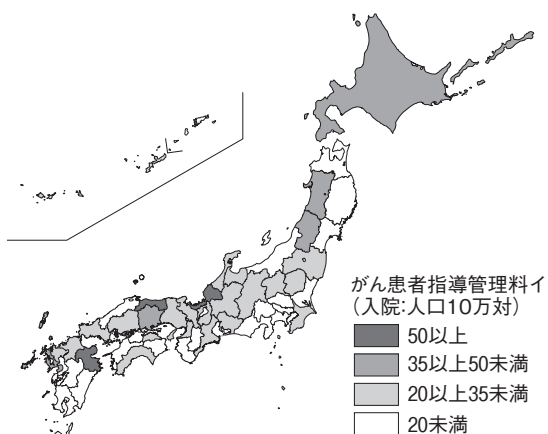 がん患者指導管理料イ
(入院:人口10万対)
50以上
35以上50未満
20以上35未満
20未満